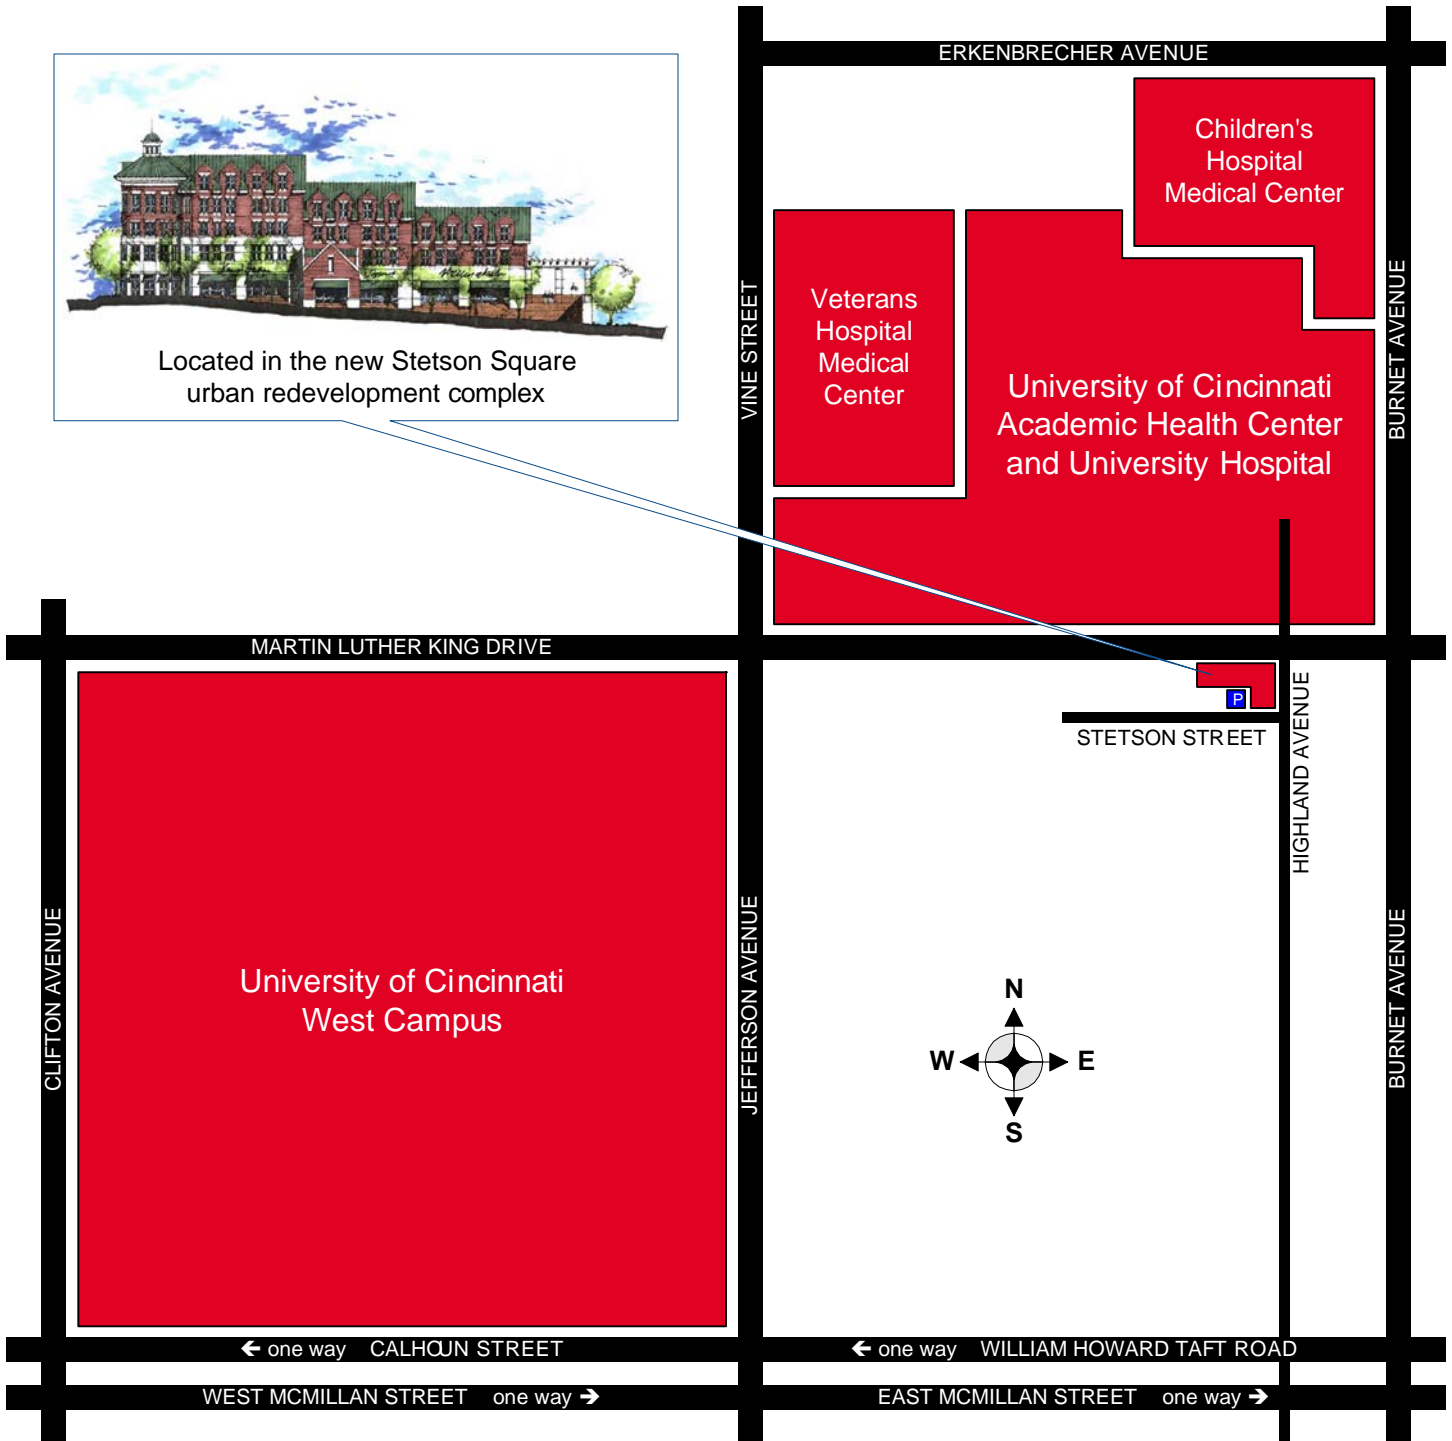 ERKENBRECHER AVENUE
Children's
Hospital
Medical Center
Located in the new Stetson Square
urban redevelopment complex
VINE STREET
Veterans
Hospital
Medical
Center
University of Cincinnati
Academic Health Center
and University Hospital
BURNET AVENUE
MARTIN LUTHER KING DRIVE
P
STETSON STREET
HIGHLAND AVENUE
CLIFTON AVENUE
University of Cincinnati
West Campus
JEFFERSON AVENUE
N
W
E
S
BURNET AVENUE
← one way CALHOUN STREET
← one way WILLIAM HOWARD TAFT ROAD
WEST MCMILLAN STREET one way →
EAST MCMILLAN STREET one way →